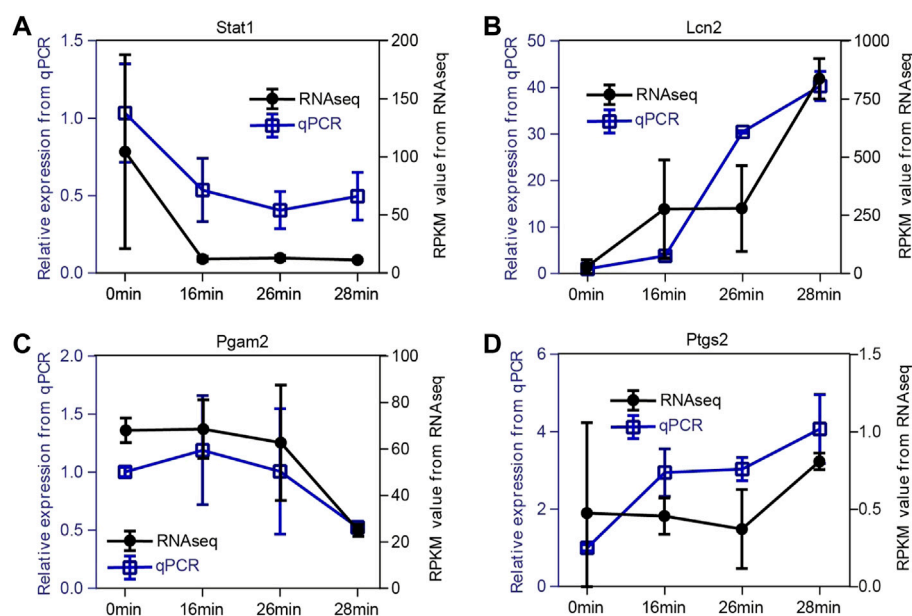 A
Stat1
Relative expression from qPCR
1.5
1.0
0.5
0.0
RNAseq
qPCR
200
150
100
50
0
RPKM value from RNAseq
0min 16min 26min 28min
B
Lcn2
Relative expression from qPCR
50
40
30
20
10
0
RNAseq
qPCR
1000
750
500
250
0
RPKM value from RNAseq
0min 16min 26min 28min
C
Pgam2
Relative expression from qPCR
2.0
1.5
1.0
0.5
0.0
RNAseq
qPCR
100
80
60
40
20
0
RPKM value from RNAseq
0min 16min 26min 28min
D
Ptgs2
Relative expression from qPCR
6
4
2
0
RNAseq
qPCR
1.5
1.0
0.5
0.0
RPKM value from RNAseq
0min 16min 26min 28min